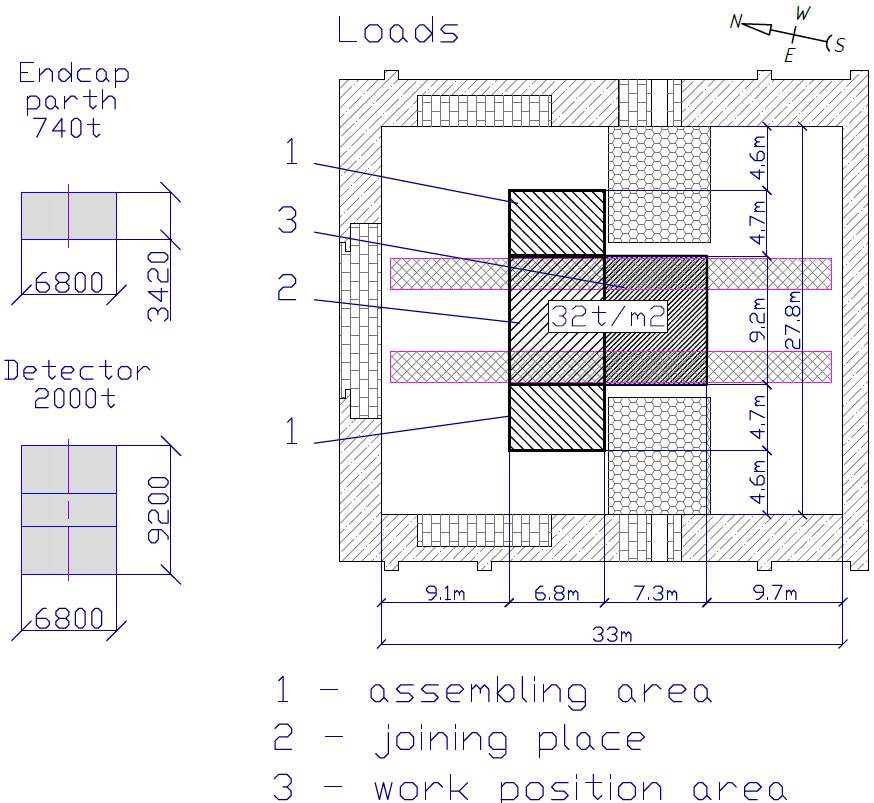 Loads
N
W
E
S
Endcap
parth
740t
6800
3420
Detector
2000t
9200
6800
1
3
2
1
32t/m2
4.6m
4.7m
9.2m
27.8m
4.7m
4.6m
9.1m
6.8m
7.3m
9.7m
33m
1 - assembling area
2 - joining place
3 - work position area